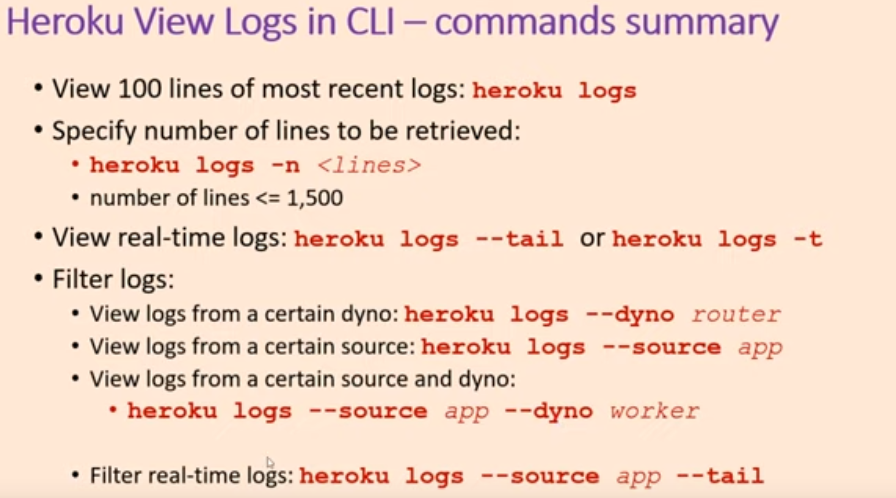 Heroku View Logs in CLI – commands summary
• View 100 lines of most recent logs: heroku logs
• Specify number of lines to be retrieved:
• heroku logs -n <lines>
• number of lines <= 1,500
• View real-time logs: heroku logs --tail or heroku logs -t
• Filter logs:
• View logs from a certain dyno: heroku logs --dyno router
• View logs from a certain source: heroku logs --source app
• View logs from a certain source and dyno:
• heroku logs --source app --dyno worker
• Filter real-time logs: heroku logs --source app --tail